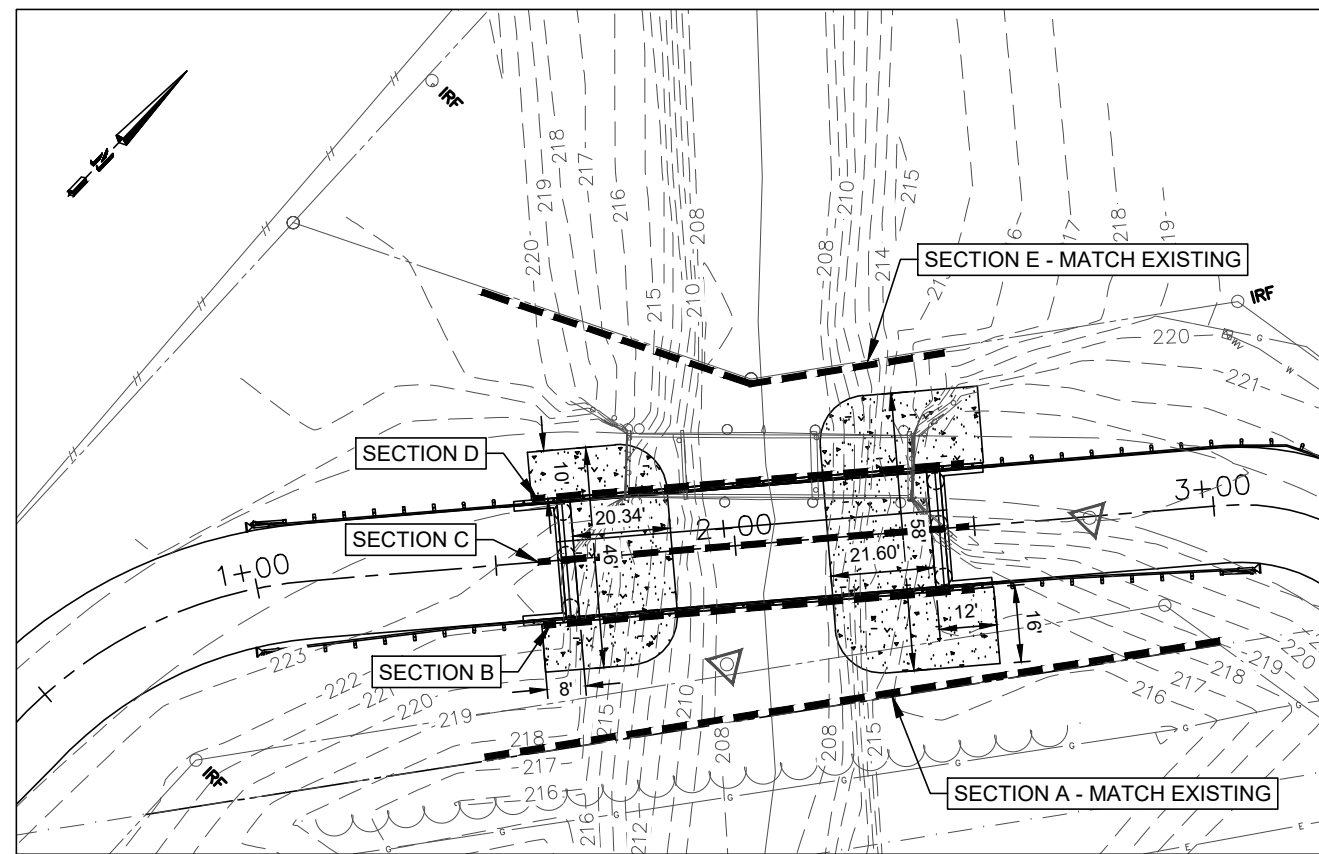 IRF
N
218
219
217
216
220
208
215
210
210
215
208
214
218
SECTION E - MATCH EXISTING
IRF
220
G
W
221
SECTION D
10'
20.34'
2+00
46'
58'
21.60'
3+00
SECTION C
1+00
12'
16'
SECTION B
8'
223
222
220
219
218
217
216
215
210
208
208
215
216
217
218
219
220
216
212
IRF
G
G
G
G
G
G
E
E
SECTION A - MATCH EXISTING